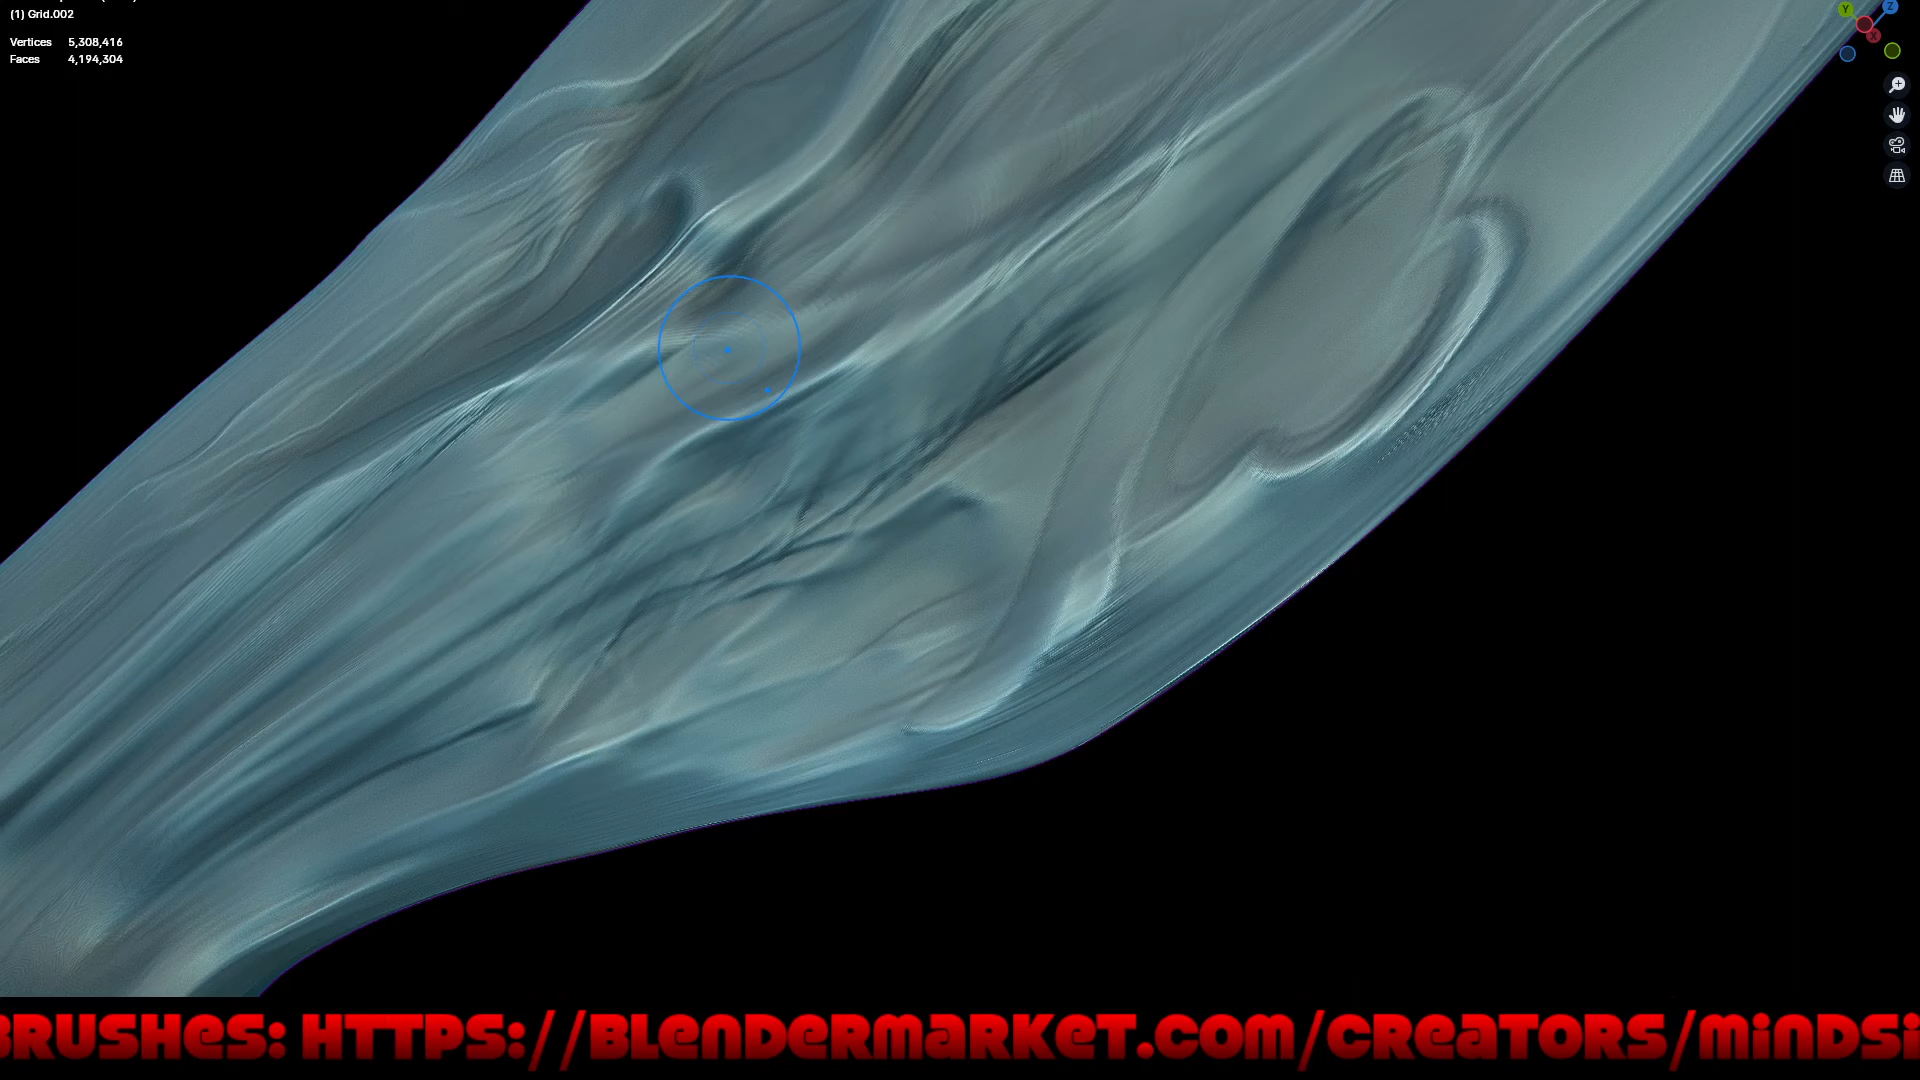 (1) Grid.002
Vertices 5,308,416
Faces 4,194,304
Y
Z
X
BRUSHES: HTTPS://BLENDERMARKET.COM/CREATORS/MINDSI